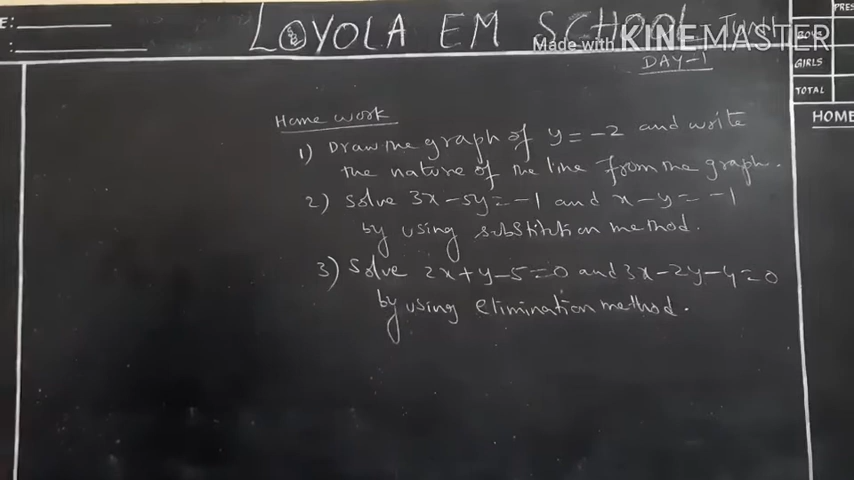 E:
LOYOLA EM SCHOOL
Made with KINEMASTER
DAY-1
PRES
BOYS
GIRLS
TOTAL
HOME
Home work
1) Draw the graph of y = -2 and write
the nature of the line from the graph.
2) Solve 3x-5y = -1 and x-y = -1
by using substitution method.
3) Solve 2x+y-5=0 and 3x-2y-4=0
by using elimination method.